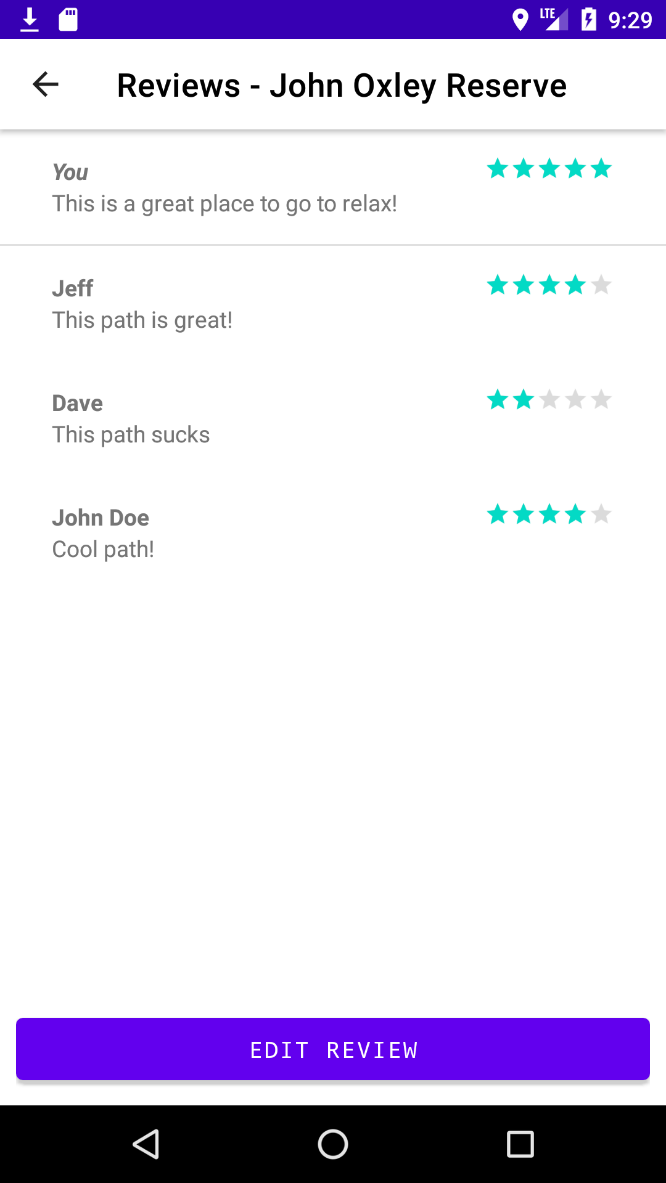 LTE 9:29
Reviews - John Oxley Reserve
You
This is a great place to go to relax!
Jeff
This path is great!
Dave
This path sucks
John Doe
Cool path!
EDIT REVIEW